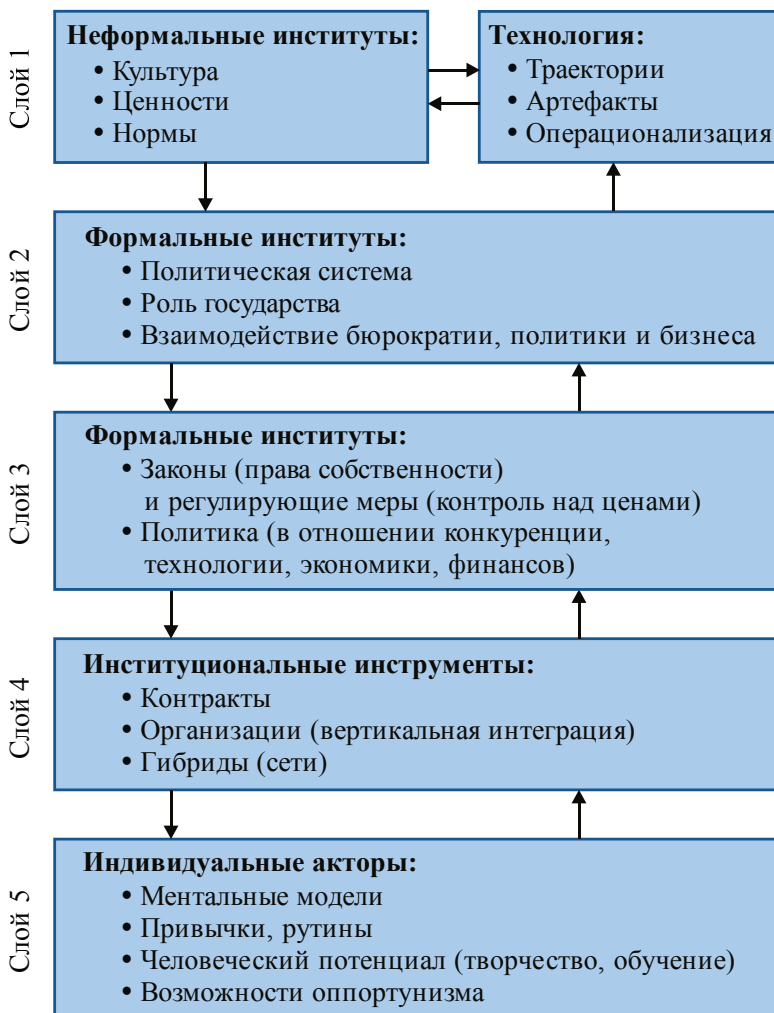 Слой 1
Неформальные институты:
• Культура
• Ценности
• Нормы
Технология:
• Траектории
• Артефакты
• Операционализация
Слой 2
Формальные институты:
• Политическая система
• Роль государства
• Взаимодействие бюрократии, политики и бизнеса
Слой 3
Формальные институты:
• Законы (права собственности)
и регулирующие меры (контроль над ценами)
• Политика (в отношении конкуренции,
технологии, экономики, финансов)
Слой 4
Институциональные инструменты:
• Контракты
• Организации (вертикальная интеграция)
• Гибриды (сети)
Слой 5
Индивидуальные акторы:
• Ментальные модели
• Привычки, рутины
• Человеческий потенциал (творчество, обучение)
• Возможности оппортунизма